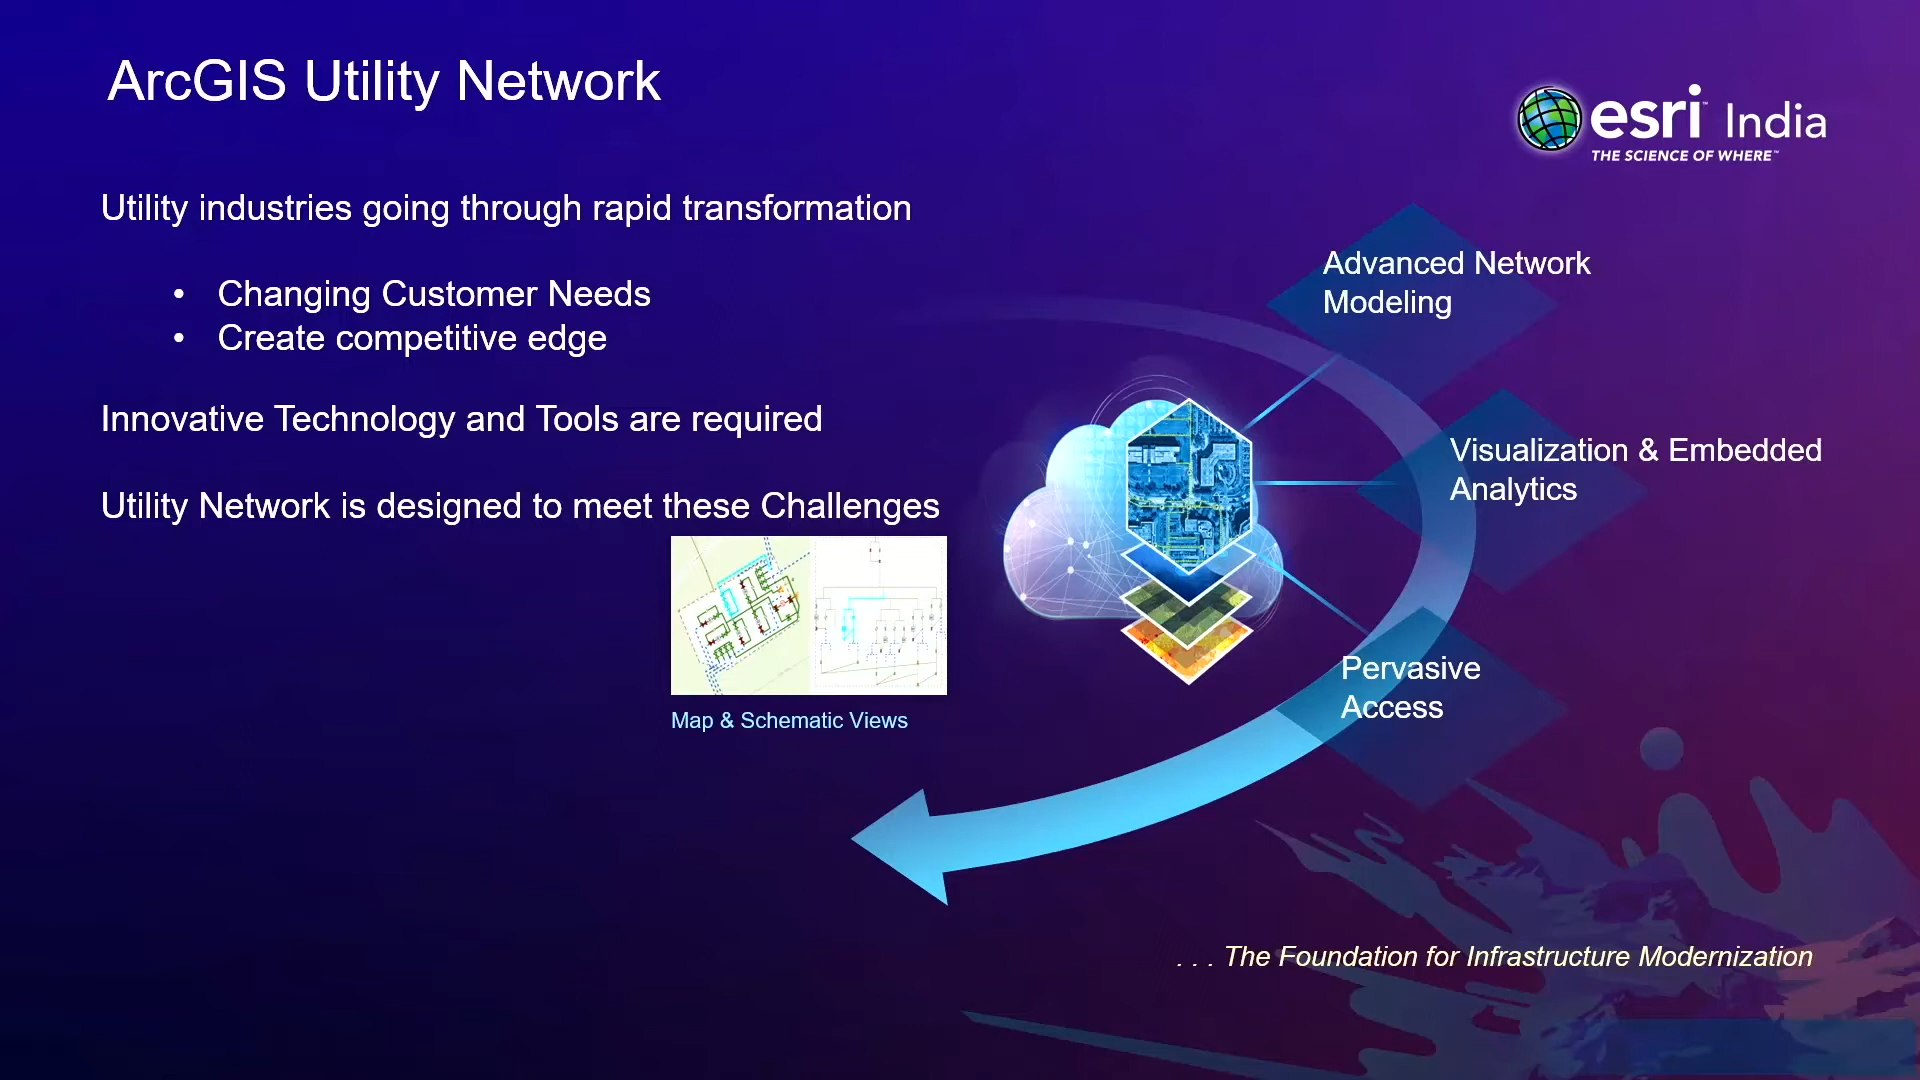 ArcGIS Utility Network
esri India
THE SCIENCE OF WHERE™
Utility industries going through rapid transformation
• Changing Customer Needs
• Create competitive edge
Innovative Technology and Tools are required
Utility Network is designed to meet these Challenges
Map & Schematic Views
Advanced Network
Modeling
Visualization & Embedded
Analytics
Pervasive
Access
. . . The Foundation for Infrastructure Modernization